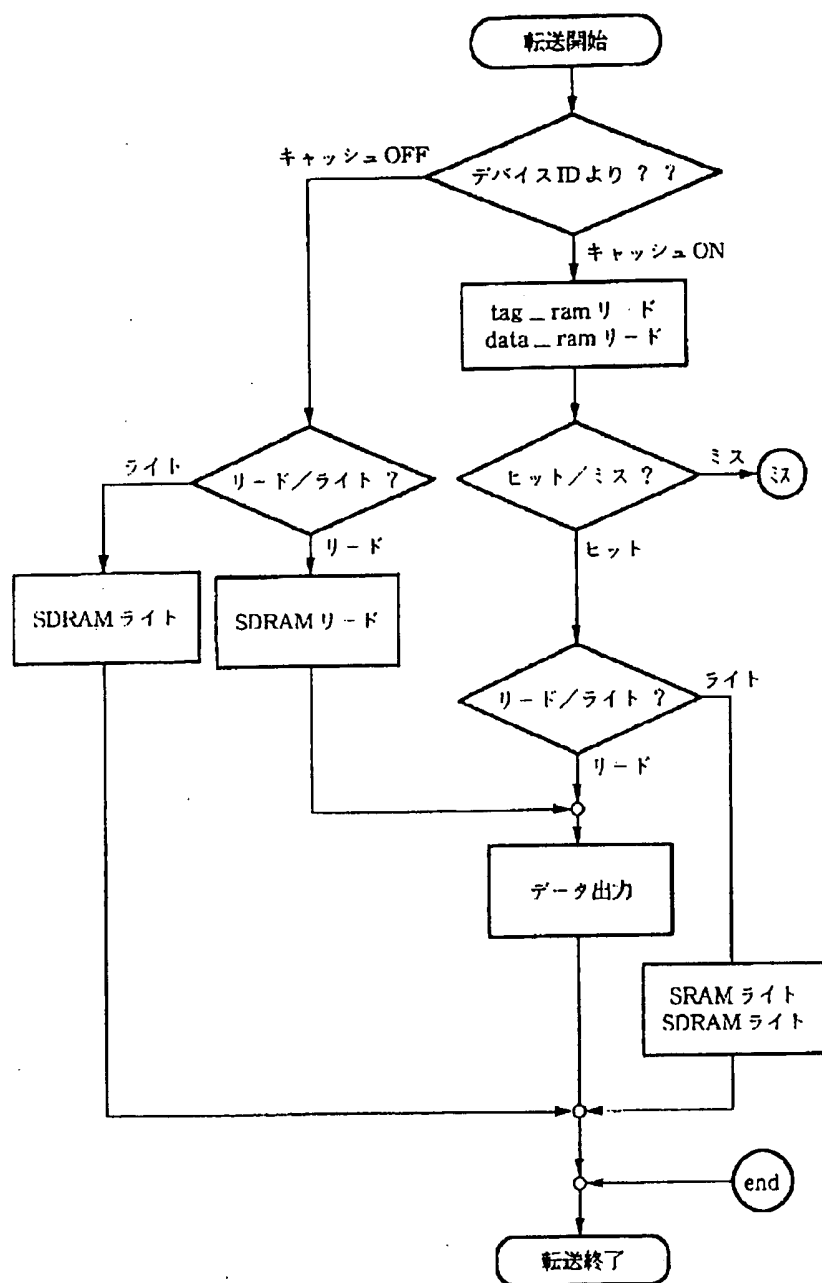 転送開始
デバイスIDより ? ?
キャッシュOFF
キャッシュON
tag_ramリード
data_ramリード
ヒット/ミス ?
ミス
ミス
ヒット
リード/ライト ?
ライト
リード
SDRAMライト
SDRAMリード
リード/ライト ?
ライト
リード
データ出力
SRAMライト
SDRAMライト
end
転送終了